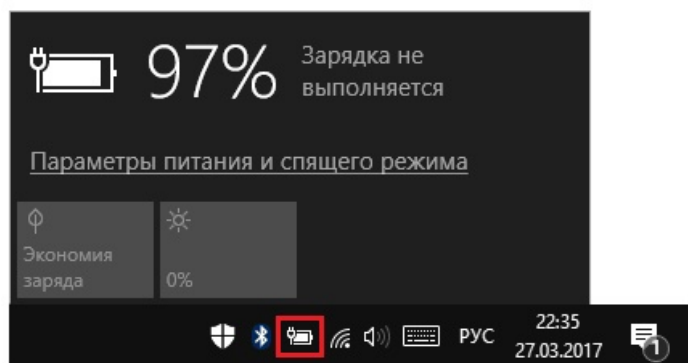 97%
Зарядка не
выполняется
Параметры питания и спящего режима
Экономия
заряда
0%
РУС
22:35
27.03.2017
1